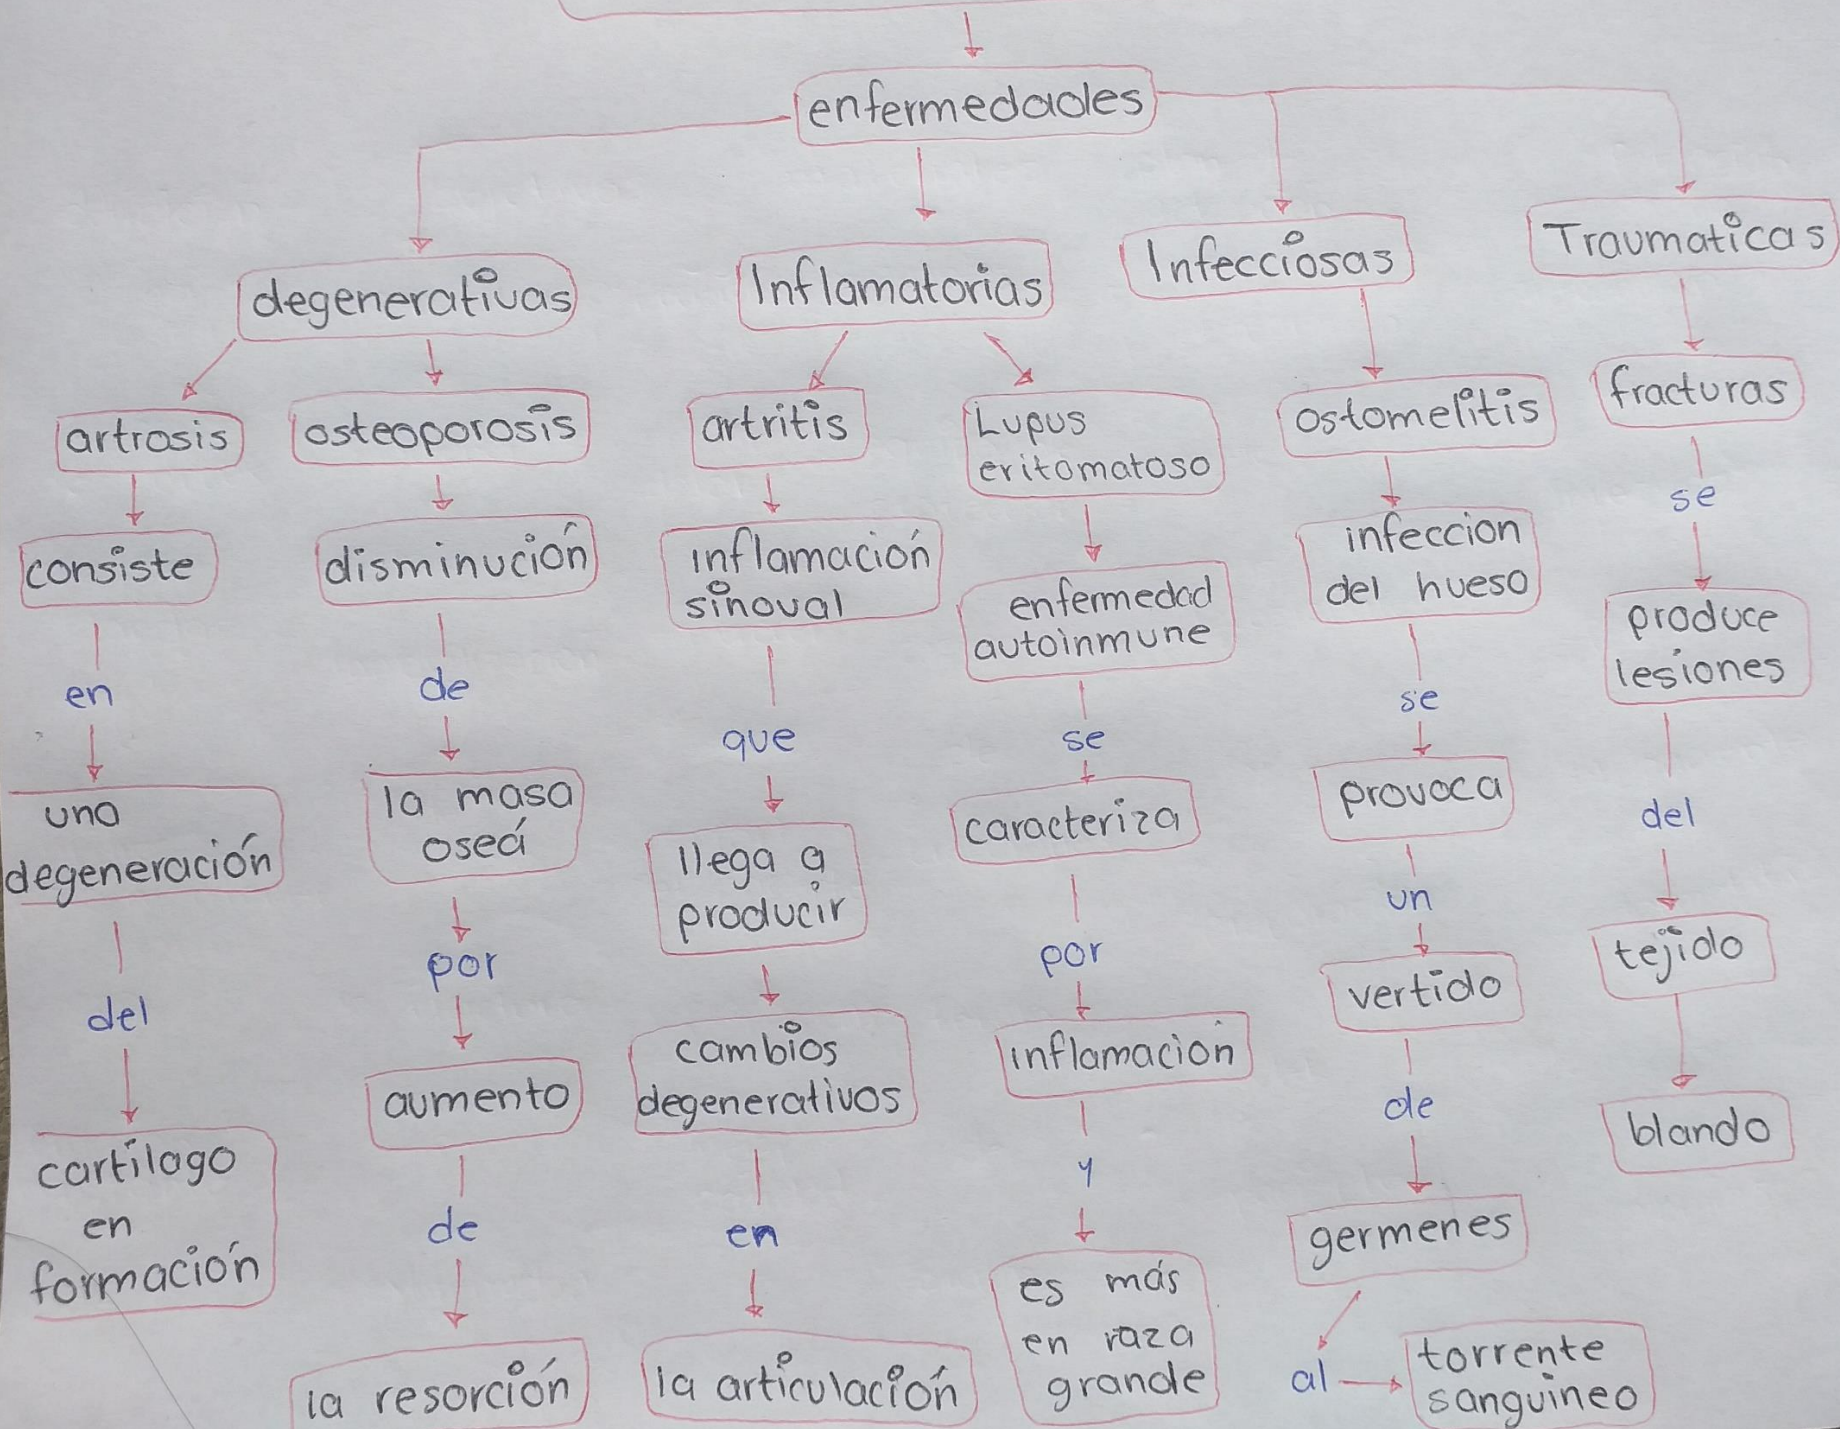 enfermedades
degenerativas
Inflamatorias
Infecciosas
Traumaticas
artrosis
consiste
en
una
degeneración
del
cartilago
en
formación
osteoporosis
disminución
de
la masa
oseá
por
aumento
de
la resorción
artritis
inflamación
sinoval
que
llega a
producir
cambios
degenerativos
en
la articulación
Lupus
eritomatoso
enfermedad
autoinmune
se
caracteriza
por
inflamación
y
es más
en raza
grande
ostomelitis
infeccion
del hueso
se
provoca
un
vertido
de
germenes
al
torrente
sanguineo
fracturas
se
produce
lesiones
del
tejido
blando